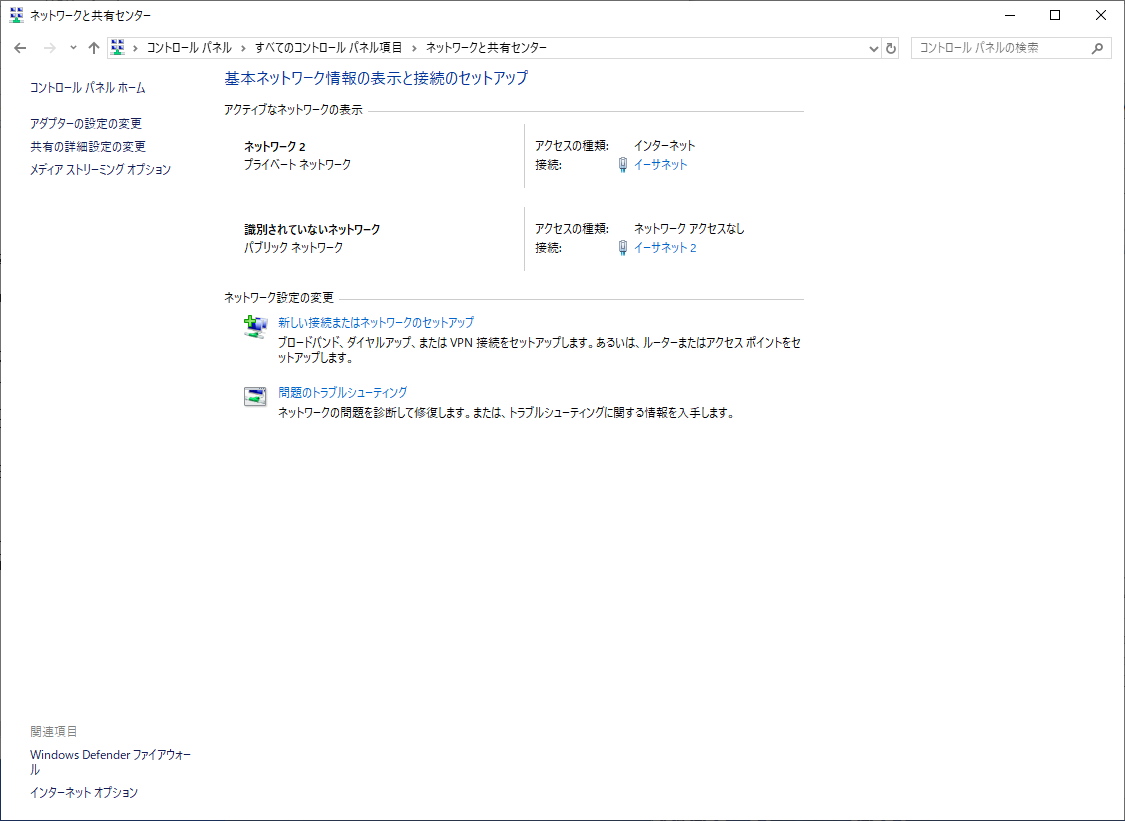 ネットワークと共有センター
コントロール パネル › すべてのコントロール パネル項目 › ネットワークと共有センター
コントロール パネルの検索
コントロール パネル ホーム
アダプターの設定の変更
共有の詳細設定の変更
メディア ストリーミング オプション
基本ネットワーク情報の表示と接続のセットアップ
アクティブなネットワークの表示
ネットワーク 2
プライベート ネットワーク
アクセスの種類: インターネット
接続: イーサネット
識別されていないネットワーク
パブリック ネットワーク
アクセスの種類: ネットワーク アクセスなし
接続: イーサネット 2
ネットワーク設定の変更
新しい接続またはネットワークのセットアップ
ブロードバンド、ダイヤルアップ、または VPN 接続をセットアップします。あるいは、ルーターまたはアクセス ポイントをセ
ットアップします。
問題のトラブルシューティング
ネットワークの問題を診断して修復します。または、トラブルシューティングに関する情報を入手します。
関連項目
Windows Defender ファイアウォー
ル
インターネット オプション